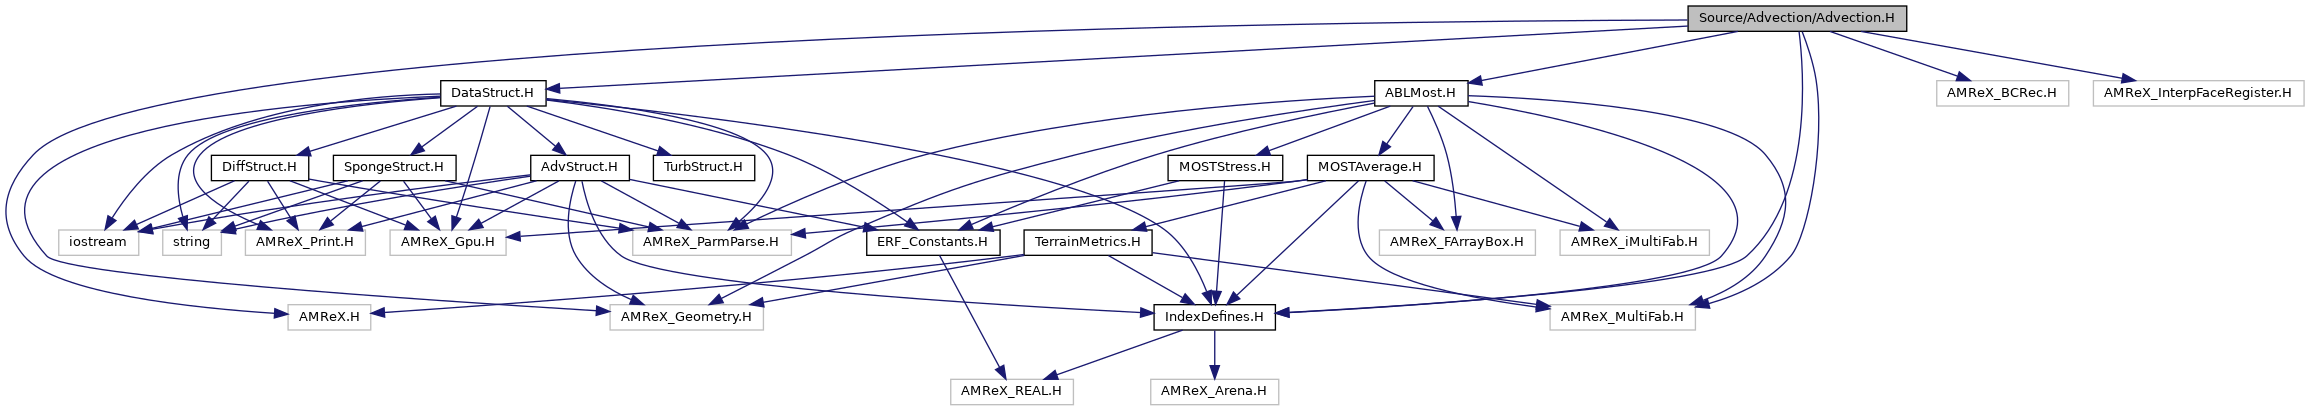 Source/Advection/Advection.H
DataStruct.H
ABLMost.H
AMReX_BCRec.H
AMReX_InterpFaceRegister.H
DiffStruct.H
SpongeStruct.H
AdvStruct.H
TurbStruct.H
MOSTStress.H
MOSTAverage.H
iostream
string
AMReX_Print.H
AMReX_Gpu.H
AMReX_ParmParse.H
ERF_Constants.H
TerrainMetrics.H
AMReX_FArrayBox.H
AMReX_iMultiFab.H
AMReX.H
AMReX_Geometry.H
IndexDefines.H
AMReX_MultiFab.H
AMReX_REAL.H
AMReX_Arena.H